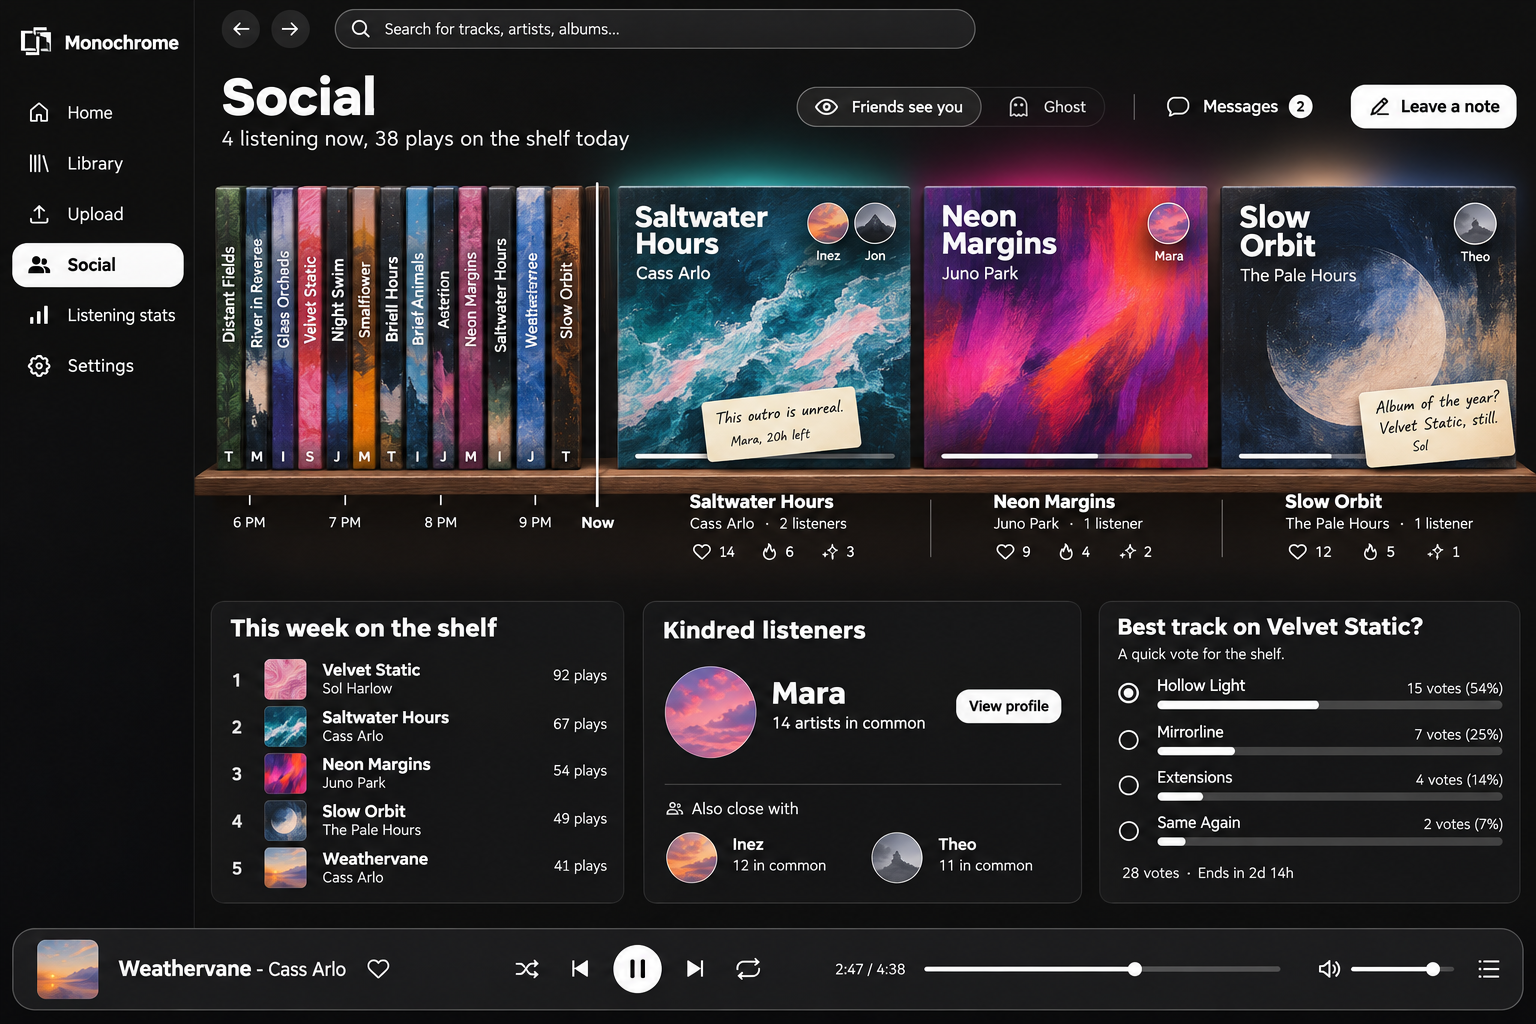 Monochrome
Search for tracks, artists, albums...
Home
Library
Upload
Social
Listening stats
Settings
Social
4 listening now, 38 plays on the shelf today
Friends see you
Ghost
Messages 2
Leave a note
Distant Fields
River in Reveree
Glaas Orchads
Velvet Static
Night Swim
Smalflower
Briell Hours
Brief Animals
Asterion
Neon Margins
Saltwater Hours
Slow Orbit
T M I S J M T I J M I J T
6 PM
7 PM
8 PM
9 PM
Now
Saltwater
Hours
Cass Arlo
Inez
Jon
This outro is unreal.
Mara, 20h left
Neon
Margins
Juno Park
Mara
Slow
Orbit
The Pale Hours
Theo
Album of the year?
Velvet Static, still.
Sol
Saltwater Hours
Cass Arlo · 2 listeners
14 6 3
Neon Margins
Juno Park · 1 listener
9 4 2
Slow Orbit
The Pale Hours · 1 listener
12 5 1
This week on the shelf
1
Velvet Static
Sol Harlow
92 plays
2
Saltwater Hours
Cass Arlo
67 plays
3
Neon Margins
Juno Park
54 plays
4
Slow Orbit
The Pale Hours
49 plays
5
Weathervane
Cass Arlo
41 plays
Kindred listeners
Mara
14 artists in common
View profile
Also close with
Inez
12 in common
Theo
11 in common
Best track on Velvet Static?
A quick vote for the shelf.
Hollow Light 15 votes (54%)
Mirrorline 7 votes (25%)
Extensions 4 votes (14%)
Same Again 2 votes (7%)
28 votes · Ends in 2d 14h
Weathervane - Cass Arlo
2:47 / 4:38